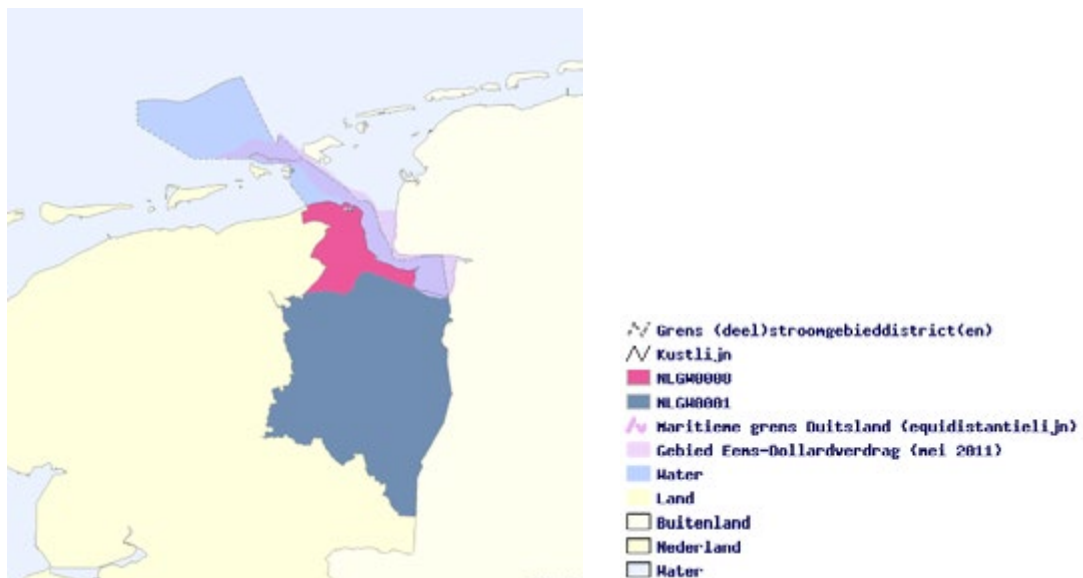 Grens (deel)stroomgebieddistrict(en)
Kustlijn
NLGW0008
NLGW0001
Maritieme grens Duitsland (equidistantielijn)
Gebied Eems-Dollardverdrag (mei 2011)
Water
Land
Buitenland
Nederland
Water